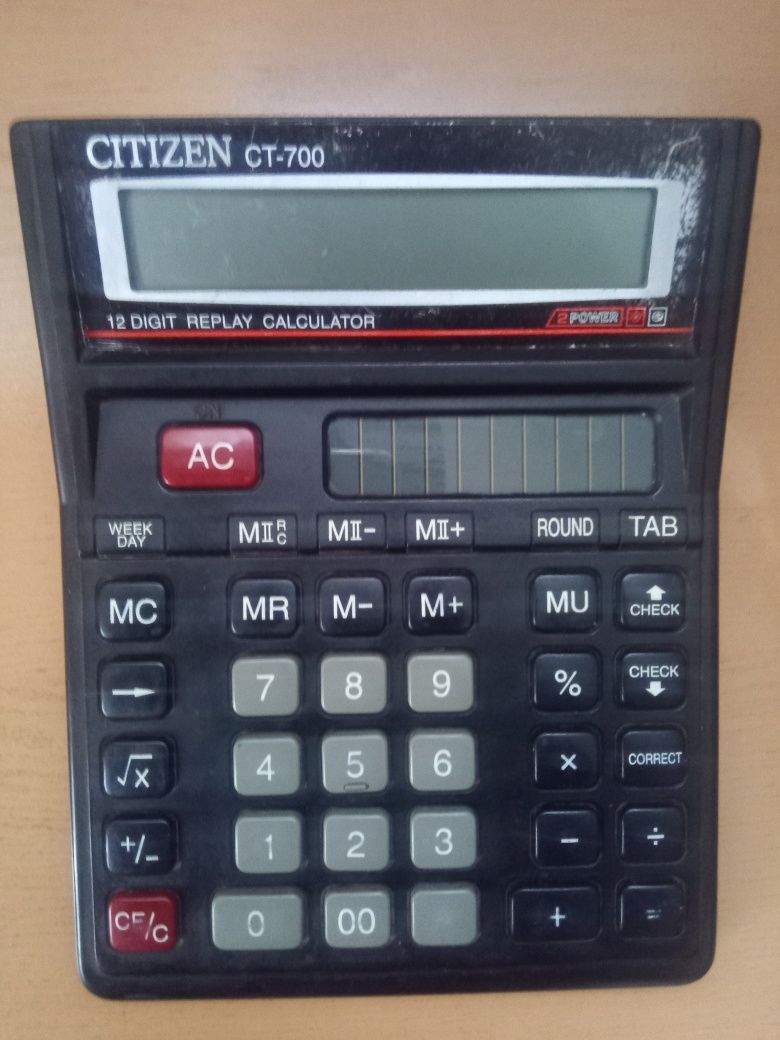 CITIZEN CT-700
12 DIGIT REPLAY CALCULATOR 2 POWER
ON
AC
WEEK DAY MII RC MII- MII+ ROUND TAB
MC MR M- M+ MU ⬆ CHECK
→ 7 8 9 % CHECK ⬇
√x 4 5 6 × CORRECT
+/- 1 2 3 - ÷
CE/C 0 00 + =